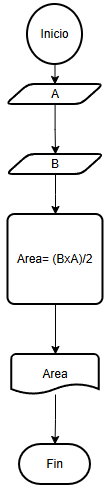 Inicio
A
B
Area= (BxA)/2
Area
Fin